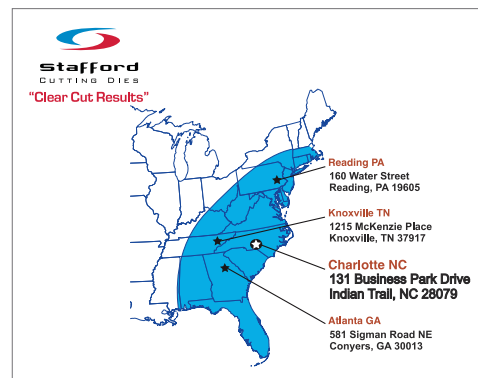 Stafford
CUTTING DIES
"Clear Cut Results"
Reading PA
160 Water Street
Reading, PA 19605
Knoxville TN
1215 McKenzie Place
Knoxville, TN 37917
Charlotte NC
131 Business Park Drive
Indian Trail, NC 28079
Atlanta GA
581 Sigman Road NE
Conyers, GA 30013